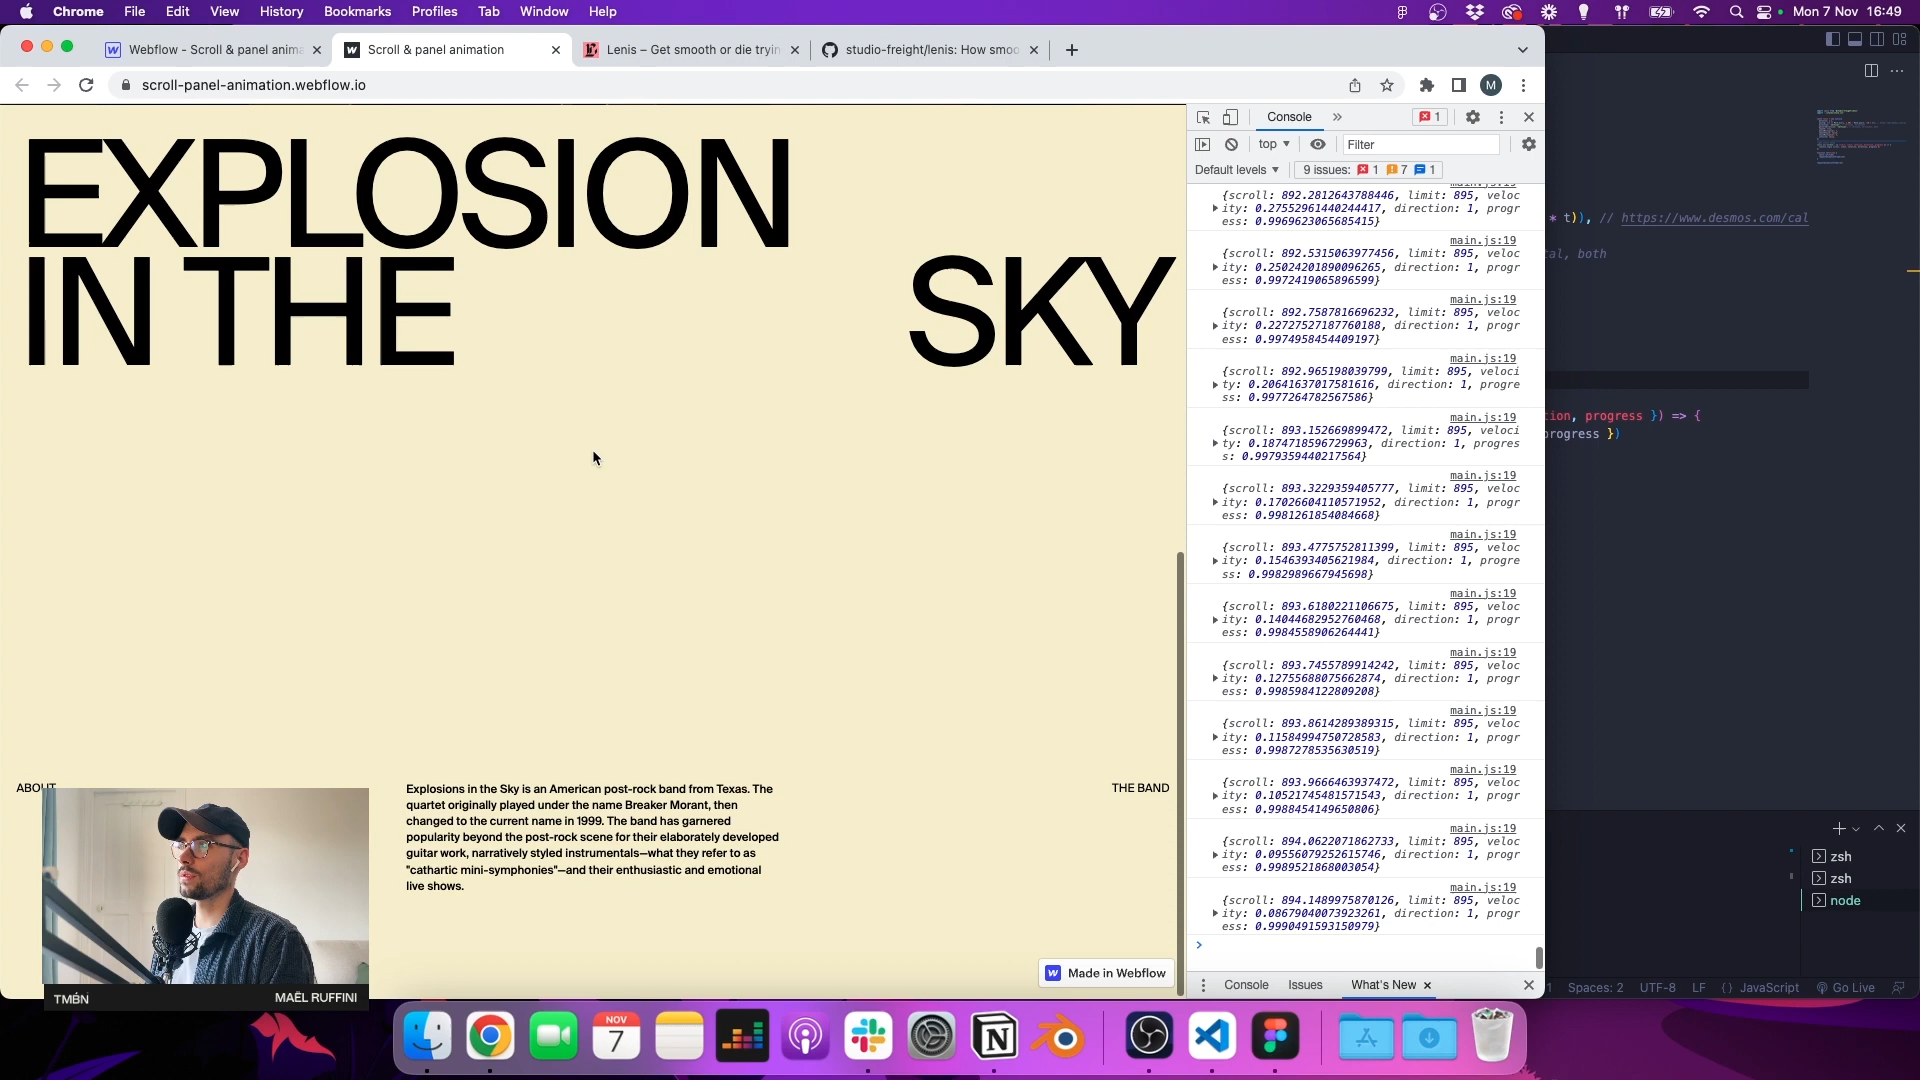 Chrome File Edit View History Bookmarks Profiles Tab Window Help
Mon 7 Nov 16:49
Webflow - Scroll & panel anima
Scroll & panel animation
Lenis – Get smooth or die tryin
studio-freight/lenis: How smoo
scroll-panel-animation.webflow.io
M
EXPLOSION
IN THE SKY
ABOUT
Explosions in the Sky is an American post-rock band from Texas. The
quartet originally played under the name Breaker Morant, then
changed to the current name in 1999. The band has garnered
popularity beyond the post-rock scene for their elaborately developed
guitar work, narratively styled instrumentals—what they refer to as
"cathartic mini-symphonies"—and their enthusiastic and emotional
live shows.
THE BAND
Made in Webflow
TMBN
MAËL RUFFINI
Console
1
top
Filter
Default levels
9 issues: 1 7 1
main.js:19
{scroll: 892.2812643788446, limit: 895, veloc
ity: 0.27552961440244417, direction: 1, progr
ess: 0.9969623065685415}
main.js:19
{scroll: 892.5315063977456, limit: 895, veloc
ity: 0.25024201890096265, direction: 1, progr
ess: 0.9972419065896599}
main.js:19
{scroll: 892.7587816696232, limit: 895, veloc
ity: 0.22727527187760188, direction: 1, progr
ess: 0.9974958454409197}
main.js:19
{scroll: 892.965198039799, limit: 895, veloci
ty: 0.20641637017581616, direction: 1, progre
ss: 0.9977264782567586}
main.js:19
{scroll: 893.152669899472, limit: 895, veloci
ty: 0.1874718596729963, direction: 1, progres
s: 0.9979359440217564}
main.js:19
{scroll: 893.3229359405777, limit: 895, veloc
ity: 0.17026604110571952, direction: 1, progr
ess: 0.9981261854084668}
main.js:19
{scroll: 893.4775752811399, limit: 895, veloc
ity: 0.1546393405621984, direction: 1, progre
ss: 0.9982989667945698}
main.js:19
{scroll: 893.6180221106675, limit: 895, veloc
ity: 0.14044682952760468, direction: 1, progr
ess: 0.9984558906264441}
main.js:19
{scroll: 893.7455789914242, limit: 895, veloc
ity: 0.12755688075662874, direction: 1, progr
ess: 0.9985984122809208}
main.js:19
{scroll: 893.8614289389315, limit: 895, veloc
ity: 0.11584994750728583, direction: 1, progr
ess: 0.9987278535630519}
main.js:19
{scroll: 893.9666463937472, limit: 895, veloc
ity: 0.10521745481571543, direction: 1, progr
ess: 0.9988454149650806}
main.js:19
{scroll: 894.0622071862733, limit: 895, veloc
ity: 0.09556079252615746, direction: 1, progr
ess: 0.9989521868003054}
main.js:19
{scroll: 894.1489975870126, limit: 895, veloc
ity: 0.08679040073923261, direction: 1, progr
ess: 0.9990491593150979}
Console Issues What's New
* t)), // https://www.desmos.com/cal
cal, both
tion, progress }) => {
progress })
zsh
zsh
node
1 Spaces: 2 UTF-8 LF {} JavaScript Go Live
NOV
7